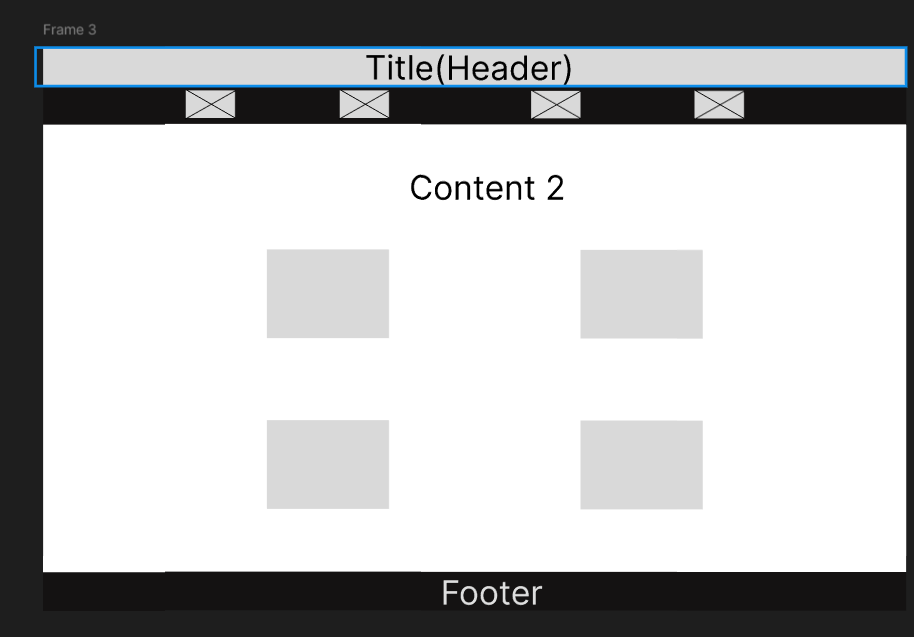 Frame 3
Title(Header)
Content 2
Footer